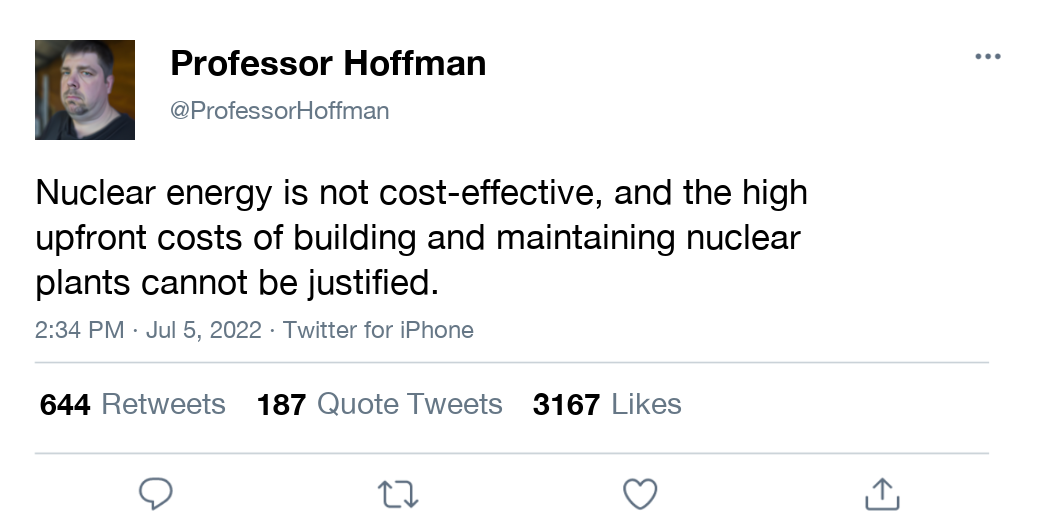 Professor Hoffman
@ProfessorHoffman
Nuclear energy is not cost-effective, and the high
upfront costs of building and maintaining nuclear
plants cannot be justified.
2:34 PM · Jul 5, 2022 · Twitter for iPhone
644 Retweets 187 Quote Tweets 3167 Likes